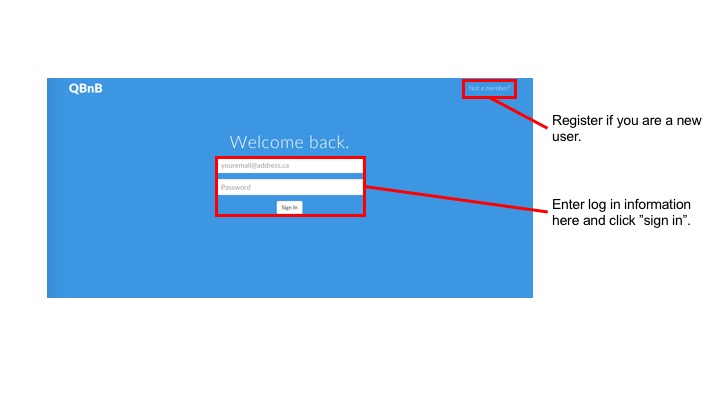 QBnB
Not a member?
Register if you are a new
user.
Welcome back.
youremail@address.ca
Password
Sign In
Enter log in information
here and click ”sign in”.